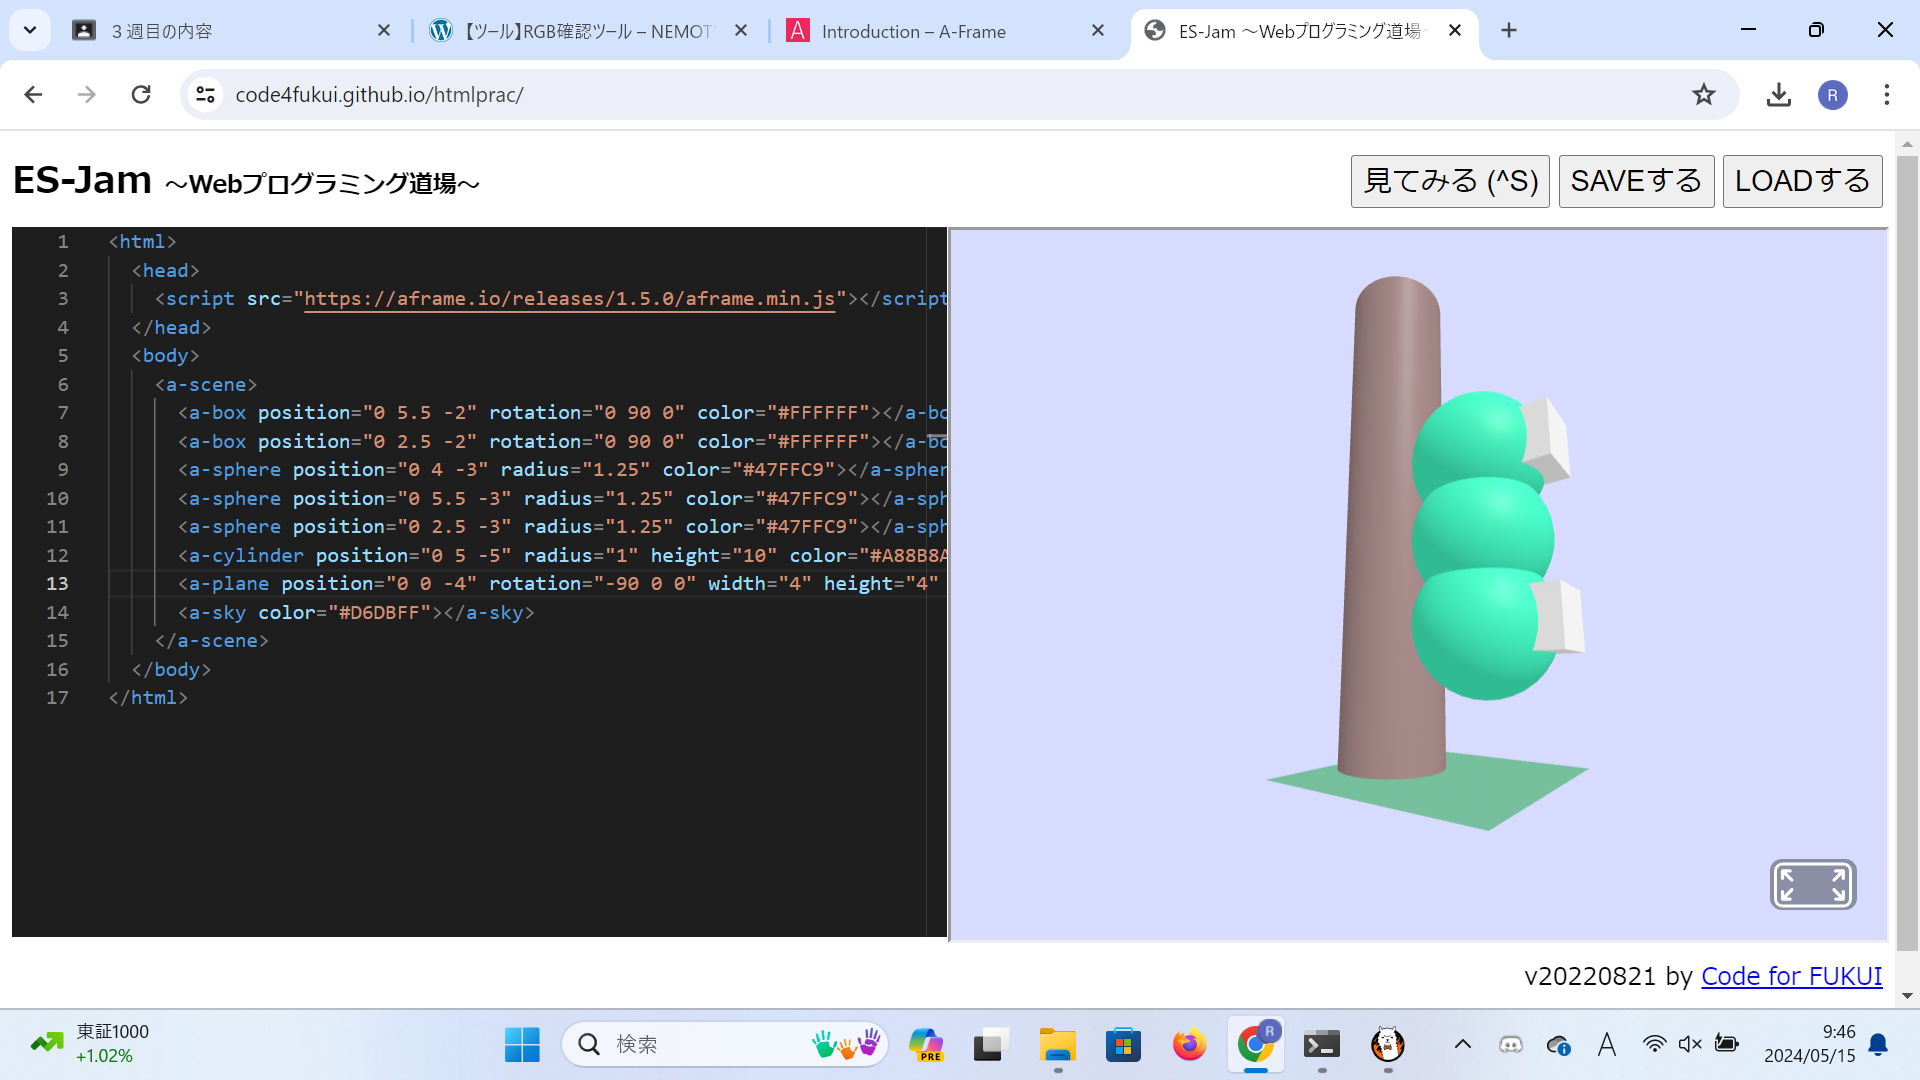 ３週目の内容
【ツール】RGB確認ツール – NEMOT
Introduction – A-Frame
ES-Jam ～Webプログラミング道場～
code4fukui.github.io/htmlprac/
R
ES-Jam ～Webプログラミング道場～
見てみる (^S)
SAVEする
LOADする
1 <html>
2 <head>
3 <script src="https://aframe.io/releases/1.5.0/aframe.min.js"></script
4 </head>
5 <body>
6 <a-scene>
7 <a-box position="0 5.5 -2" rotation="0 90 0" color="#FFFFFF"></a-bo
8 <a-box position="0 2.5 -2" rotation="0 90 0" color="#FFFFFF"></a-bo
9 <a-sphere position="0 4 -3" radius="1.25" color="#47FFC9"></a-spher
10 <a-sphere position="0 5.5 -3" radius="1.25" color="#47FFC9"></a-sph
11 <a-sphere position="0 2.5 -3" radius="1.25" color="#47FFC9"></a-sph
12 <a-cylinder position="0 5 -5" radius="1" height="10" color="#A88B8A
13 <a-plane position="0 0 -4" rotation="-90 0 0" width="4" height="4"
14 <a-sky color="#D6DBFF"></a-sky>
15 </a-scene>
16 </body>
17 </html>
v20220821 by Code for FUKUI
東証1000
+1.02%
検索
PRE
R
A
9:46
2024/05/15